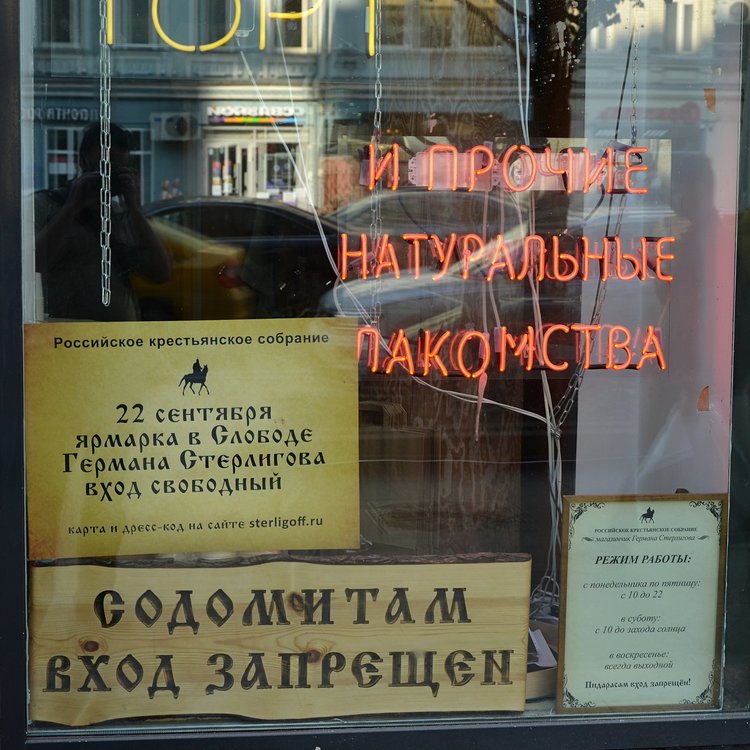 ТОРТ
И ПРОЧИЕ
НАТУРАЛЬНЫЕ
ЛАКОМСТВА
Российское крестьянское собрание
22 сентября
ярмарка в Слободе
Германа Стерлигова
вход свободный
карта и дресс-код на сайте sterligoff.ru
СОДОМИТАМ
ВХОД ЗАПРЕЩЕН
РОССИЙСКОЕ КРЕСТЬЯНСКОЕ СОБРАНИЕ
магазинчик Германа Стерлигова
РЕЖИМ РАБОТЫ:
с понедельника по пятницу:
с 10 до 22
в субботу:
с 10 до захода солнца
в воскресенье:
всегда выходной
Пидарасам вход запрещён!